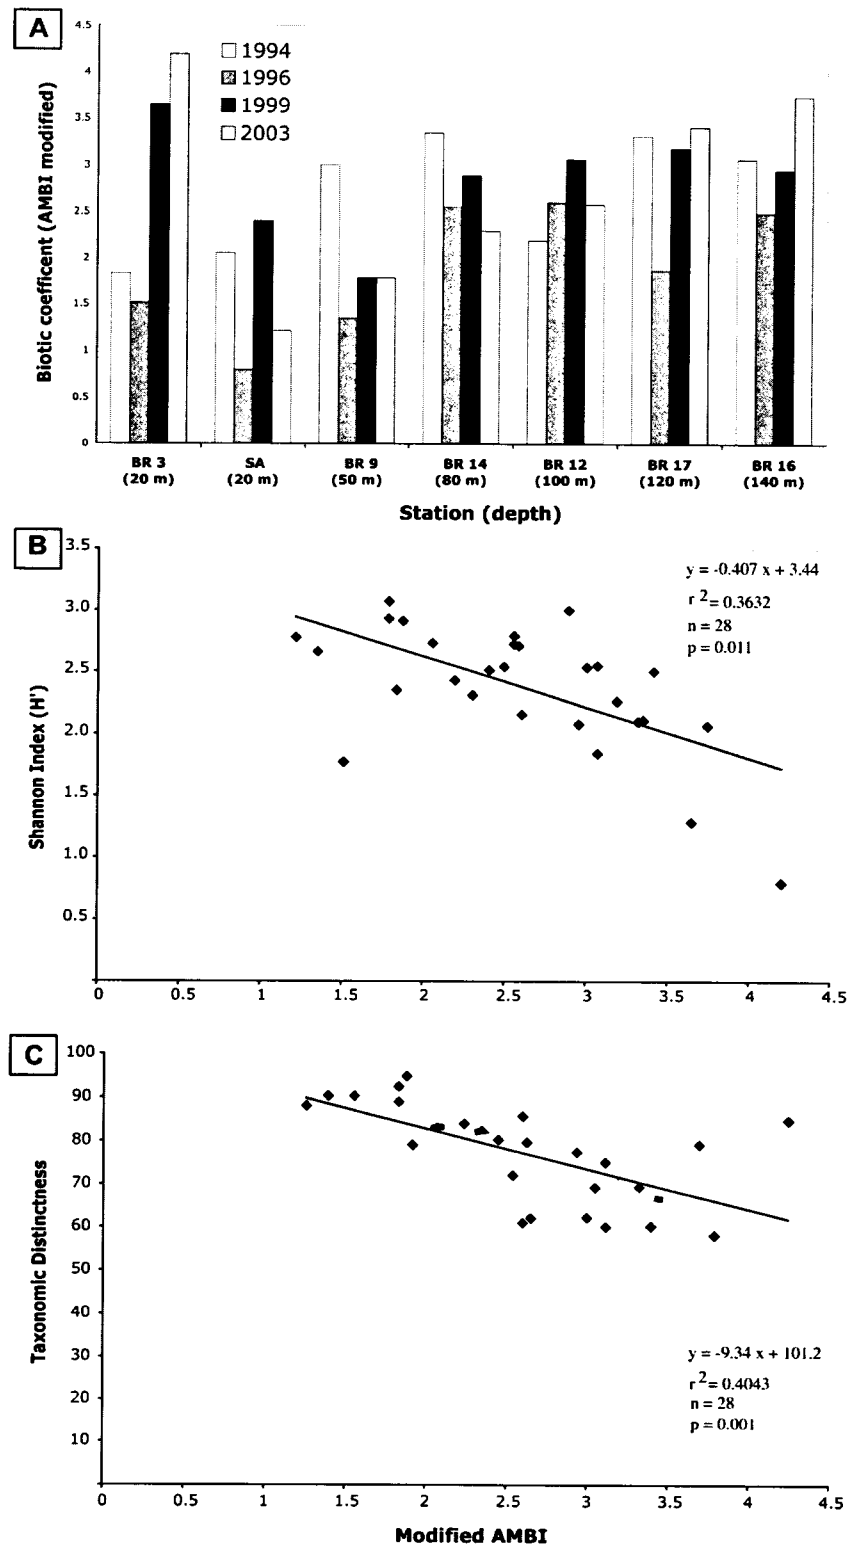 A
4.5
4
3.5
3
2.5
2
1.5
1
0.5
0
Biotic coefficent (AMBI modified)
1994
1996
1999
2003
BR 3 SA BR 9 BR 14 BR 12 BR 17 BR 16
(20 m) (20 m) (50 m) (80 m) (100 m) (120 m) (140 m)
Station (depth)
B
3.5
3.0
2.5
2.0
1.5
1.0
0.5
Shannon Index (H')
y = -0.407 x + 3.44
r 2 = 0.3632
n = 28
p = 0.011
0 0.5 1 1.5 2 2.5 3 3.5 4 4.5
C
100
90
80
70
60
50
40
30
20
10
Taxonomic Distinctness
y = -9.34 x + 101.2
r 2 = 0.4043
n = 28
p = 0.001
0 0.5 1 1.5 2 2.5 3 3.5 4 4.5
Modified AMBI